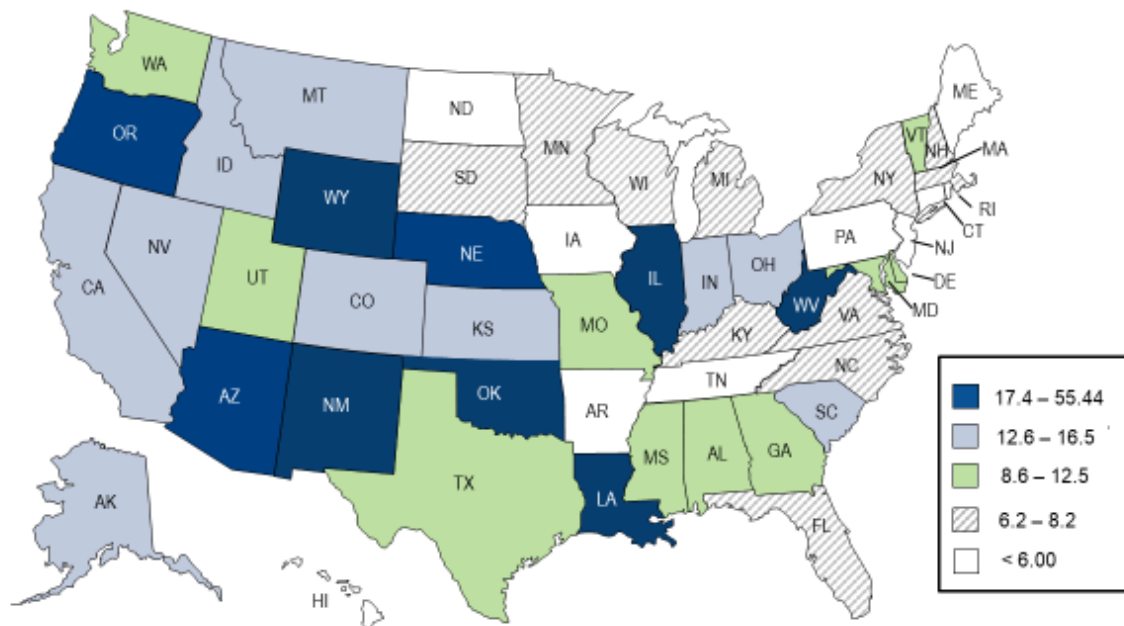 WA
OR
MT
ID
WY
ND
SD
MN
WI
MI
NE
IA
NV
UT
CO
CA
KS
MO
IL
IN
OH
KY
WV
VA
PA
NY
VT
NH
ME
MA
RI
CT
NJ
DE
MD
NC
TN
SC
AZ
NM
OK
AR
TX
LA
MS
AL
GA
FL
AK
HI
17.4 – 55.44
12.6 – 16.5
8.6 – 12.5
6.2 – 8.2
< 6.00